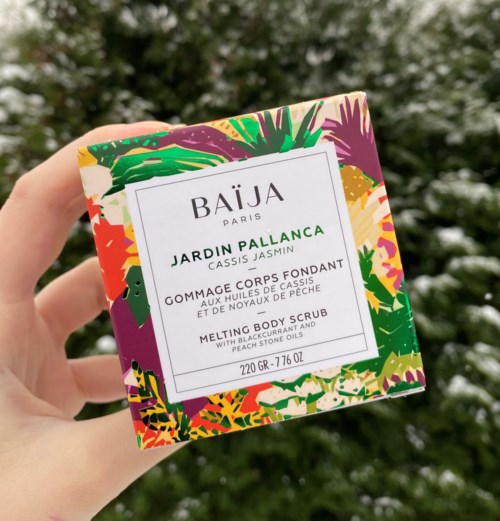 BAÏJA
PARIS
JARDIN PALLANCA
CASSIS JASMIN
GOMMAGE CORPS FONDANT
AUX HUILES DE CASSIS
ET DE NOYAUX DE PÊCHE
MELTING BODY SCRUB
WITH BLACKCURRANT AND
PEACH STONE OILS
220 GR - 7 76 OZ